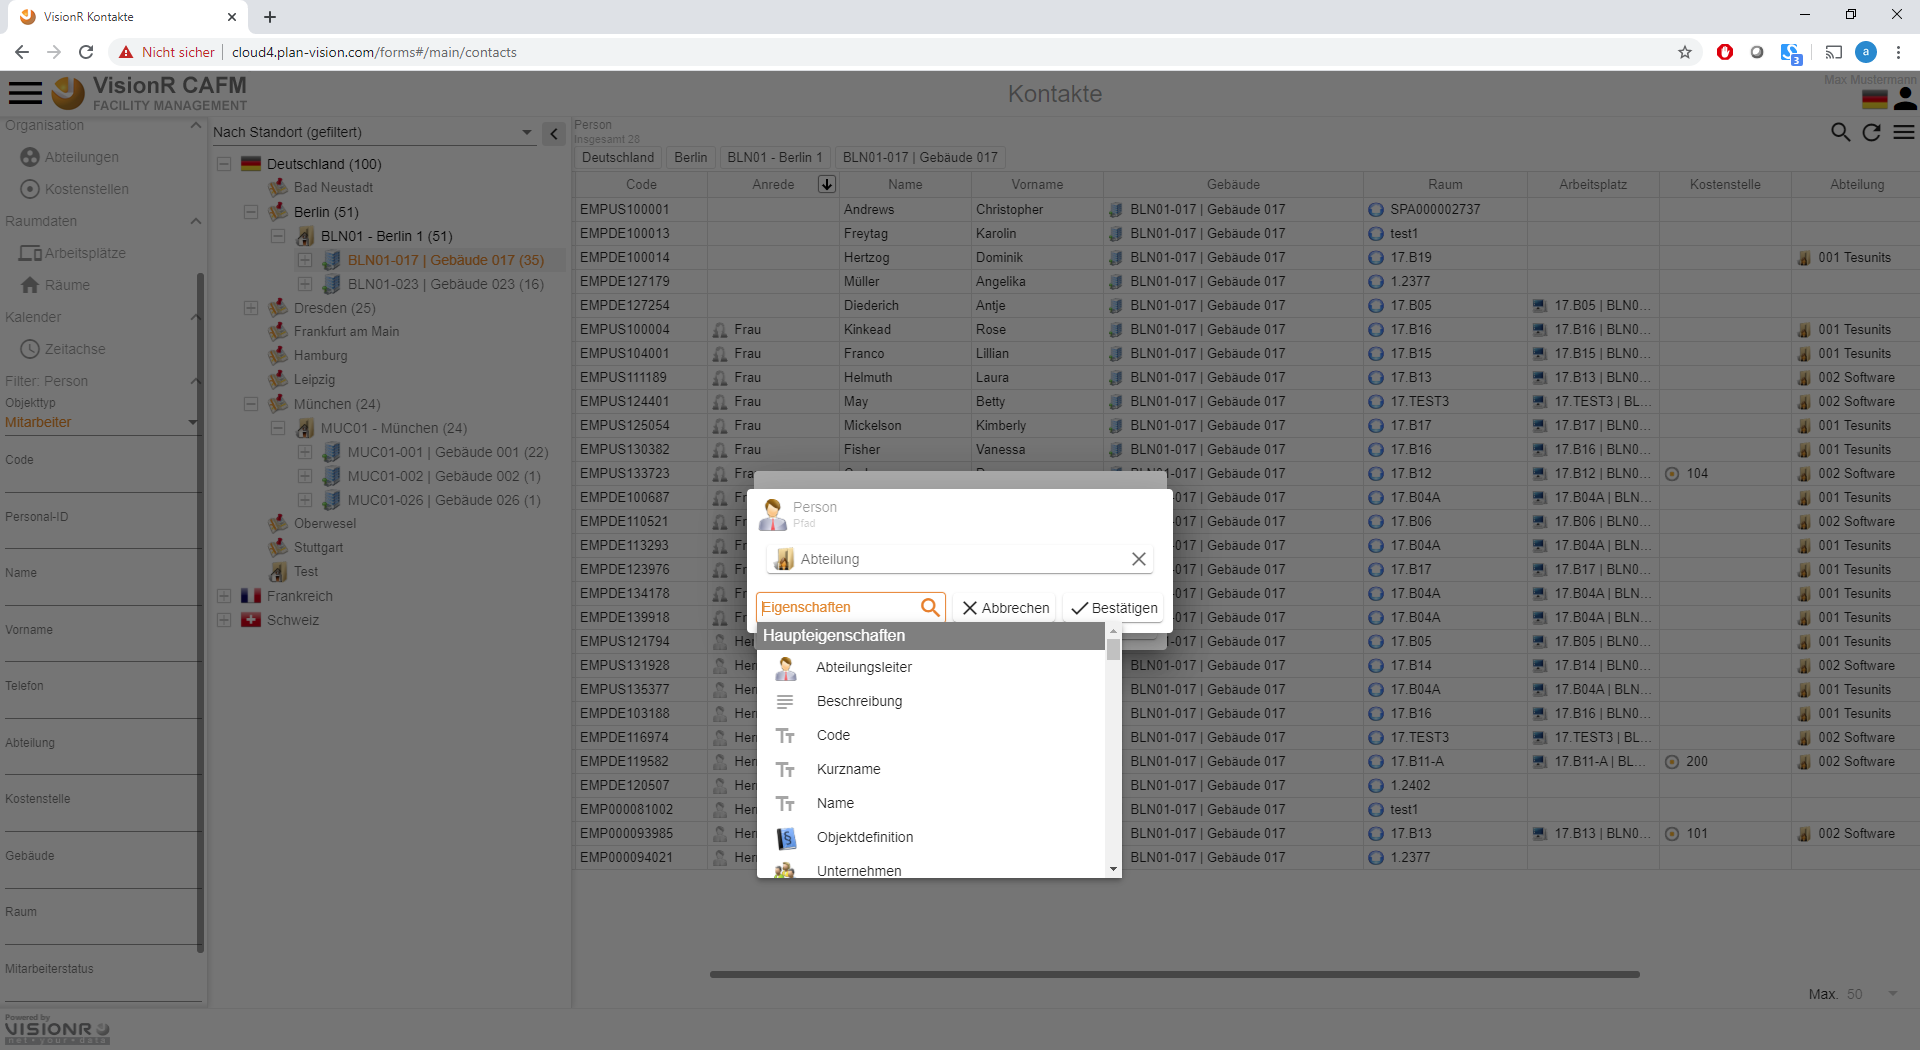 VisionR Kontakte
Nicht sicher
cloud4.plan-vision.com/forms#/main/contacts
3
a
VisionR CAFM
FACILITY MANAGEMENT
Kontakte
Max Mustermann
Organisation
Abteilungen
Kostenstellen
Raumdaten
Arbeitsplätze
Räume
Kalender
Zeitachse
Filter: Person
Objekttyp
Mitarbeiter
Code
Personal-ID
Name
Vorname
Telefon
Abteilung
Kostenstelle
Gebäude
Raum
Mitarbeiterstatus
Nach Standort (gefiltert)
Deutschland (100)
Bad Neustadt
Berlin (51)
BLN01 - Berlin 1 (51)
BLN01-017 | Gebäude 017 (35)
BLN01-023 | Gebäude 023 (16)
Dresden (25)
Frankfurt am Main
Hamburg
Leipzig
München (24)
MUC01 - München (24)
MUC01-001 | Gebäude 001 (22)
MUC01-002 | Gebäude 002 (1)
MUC01-026 | Gebäude 026 (1)
Oberwesel
Stuttgart
Test
Frankreich
Schweiz
Person
Insgesamt 28
Deutschland Berlin BLN01 - Berlin 1 BLN01-017 | Gebäude 017
Code Anrede Name Vorname Gebäude Raum Arbeitsplatz Kostenstelle Abteilung
EMPUS100001 Andrews Christopher BLN01-017 | Gebäude 017 SPA000002737
EMPDE100013 Freytag Karolin BLN01-017 | Gebäude 017 test1
EMPDE100014 Hertzog Dominik BLN01-017 | Gebäude 017 17.B19 001 Tesunits
EMPDE127179 Müller Angelika BLN01-017 | Gebäude 017 1.2377
EMPDE127254 Diederich Antje BLN01-017 | Gebäude 017 17.B05 17.B05 | BLN0...
EMPUS100004 Frau Kinkead Rose BLN01-017 | Gebäude 017 17.B16 17.B16 | BLN0... 001 Tesunits
EMPUS104001 Frau Franco Lillian BLN01-017 | Gebäude 017 17.B15 17.B15 | BLN0... 001 Tesunits
EMPUS111189 Frau Helmuth Laura BLN01-017 | Gebäude 017 17.B13 17.B13 | BLN0... 002 Software
EMPUS124401 Frau May Betty BLN01-017 | Gebäude 017 17.TEST3 17.TEST3 | BL... 002 Software
EMPUS125054 Frau Mickelson Kimberly BLN01-017 | Gebäude 017 17.B17 17.B17 | BLN0... 001 Tesunits
EMPUS130382 Frau Fisher Vanessa BLN01-017 | Gebäude 017 17.B16 17.B16 | BLN0... 001 Tesunits
EMPUS133723 Frau BLN01-017 | Gebäude 017 17.B12 17.B12 | BLN0... 104 002 Software
EMPDE100687 Fr 017 | Gebäude 017 17.B04A 17.B04A | BLN... 001 Tesunits
EMPDE110521 Fr 017 | Gebäude 017 17.B06 17.B06 | BLN0... 002 Software
EMPDE113293 Fr 017 | Gebäude 017 17.B04A 17.B04A | BLN... 001 Tesunits
EMPDE123976 Fr 017 | Gebäude 017 17.B17 17.B17 | BLN0... 001 Tesunits
EMPDE134178 Fr 017 | Gebäude 017 17.B04A 17.B04A | BLN... 001 Tesunits
EMPDE139918 Fr 017 | Gebäude 017 17.B04A 17.B04A | BLN... 001 Tesunits
EMPUS121794 Her 017 | Gebäude 017 17.B05 17.B05 | BLN0... 001 Tesunits
EMPUS131928 Her BLN01-017 | Gebäude 017 17.B14 17.B14 | BLN0... 002 Software
EMPUS135377 Her BLN01-017 | Gebäude 017 17.B04A 17.B04A | BLN... 001 Tesunits
EMPDE103188 Her BLN01-017 | Gebäude 017 17.B16 17.B16 | BLN0... 001 Tesunits
EMPDE116974 Her BLN01-017 | Gebäude 017 17.TEST3 17.TEST3 | BL... 002 Software
EMPDE119582 Her BLN01-017 | Gebäude 017 17.B11-A 17.B11-A | BL... 200 002 Software
EMPDE120507 Her BLN01-017 | Gebäude 017 1.2402
EMP000081002 Her BLN01-017 | Gebäude 017 test1
EMP000093985 Her BLN01-017 | Gebäude 017 17.B13 17.B13 | BLN0... 101 002 Software
EMP000094021 Her BLN01-017 | Gebäude 017 1.2377
Person
Pfad
Abteilung
Eigenschaften
Abbrechen
Bestätigen
Haupteigenschaften
Abteilungsleiter
Beschreibung
Code
Kurzname
Name
Objektdefinition
Unternehmen
Max. 50
Powered by
VISIONR
net - your - data